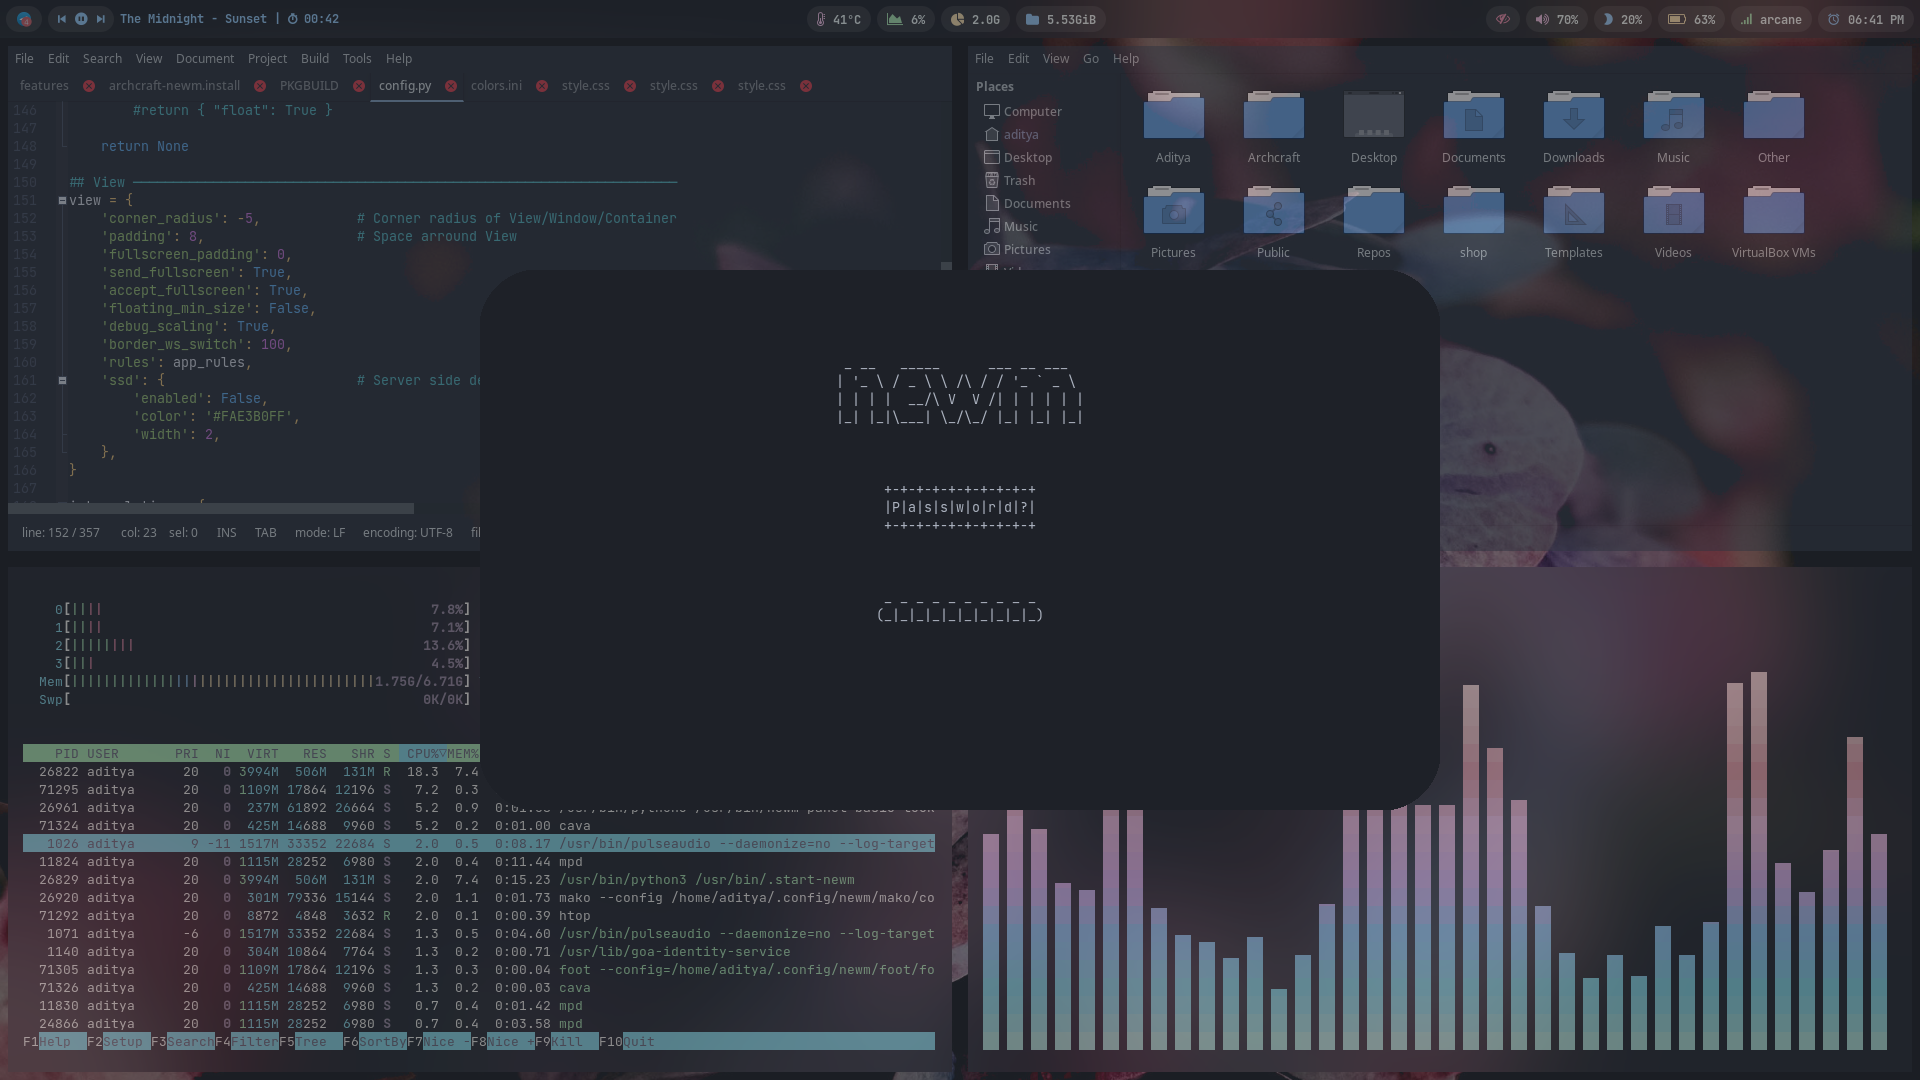 The Midnight - Sunset | 00:42
41°C 6% 2.0G 5.53GiB
70% 20% 63% arcane 06:41 PM
File Edit Search View Document Project Build Tools Help
features archcraft-newm.install PKGBUILD config.py colors.ini style.css style.css style.css
146 #return { "float": True }
147
148 return None
149
150 ## View
151 view = {
152 'corner_radius': -5, # Corner radius of View/Window/Container
153 'padding': 8, # Space arround View
154 'fullscreen_padding': 0,
155 'send_fullscreen': True,
156 'accept_fullscreen': True,
157 'floating_min_size': False,
158 'debug_scaling': True,
159 'border_ws_switch': 100,
160 'rules': app_rules,
161 'ssd': { # Server side
162 'enabled': False,
163 'color': '#FAE3B0FF',
164 'width': 2,
165 },
166 }
167
line: 152 / 357 col: 23 sel: 0 INS TAB mode: LF encoding: UTF-8
File Edit View Go Help
Places
Computer
aditya
Desktop
Trash
Documents
Music
Pictures
Aditya Archcraft Desktop Documents Downloads Music Other
Pictures Public Repos shop Templates Videos VirtualBox VMs
newm
|P|a|s|s|w|o|r|d|?|
0[|||| 7.8%]
1[|||| 7.1%]
2[|||||||| 13.6%]
3[||| 4.5%]
Mem[||||||||||||||||||||||||||||||||||||||1.75G/6.71G]
Swp[ 0K/0K]
PID USER PRI NI VIRT RES SHR S CPU%▽MEM%
26822 aditya 20 0 3994M 506M 131M R 18.3 7.4
71295 aditya 20 0 1109M 17864 12196 S 7.2 0.3
26961 aditya 20 0 237M 61892 26664 S 5.2 0.9
71324 aditya 20 0 425M 14688 9960 S 5.2 0.2 0:01.00 cava
1026 aditya 9 -11 1517M 33352 22684 S 2.0 0.5 0:08.17 /usr/bin/pulseaudio --daemonize=no --log-target
11824 aditya 20 0 1115M 28252 6980 S 2.0 0.4 0:11.44 mpd
26829 aditya 20 0 3994M 506M 131M S 2.0 7.4 0:15.23 /usr/bin/python3 /usr/bin/.start-newm
26920 aditya 20 0 301M 79336 15144 S 2.0 1.1 0:01.73 mako --config /home/aditya/.config/newm/mako/co
71292 aditya 20 0 8872 4848 3632 R 2.0 0.1 0:00.39 htop
1071 aditya -6 0 1517M 33352 22684 S 1.3 0.5 0:04.60 /usr/bin/pulseaudio --daemonize=no --log-target
1140 aditya 20 0 304M 10864 7764 S 1.3 0.2 0:00.71 /usr/lib/goa-identity-service
71305 aditya 20 0 1109M 17864 12196 S 1.3 0.3 0:00.04 foot --config=/home/aditya/.config/newm/foot/fo
71326 aditya 20 0 425M 14688 9960 S 1.3 0.2 0:00.03 cava
11830 aditya 20 0 1115M 28252 6980 S 0.7 0.4 0:01.42 mpd
24866 aditya 20 0 1115M 28252 6980 S 0.7 0.4 0:03.58 mpd
F1Help F2Setup F3SearchF4FilterF5Tree F6SortByF7Nice -F8Nice +F9Kill F10Quit